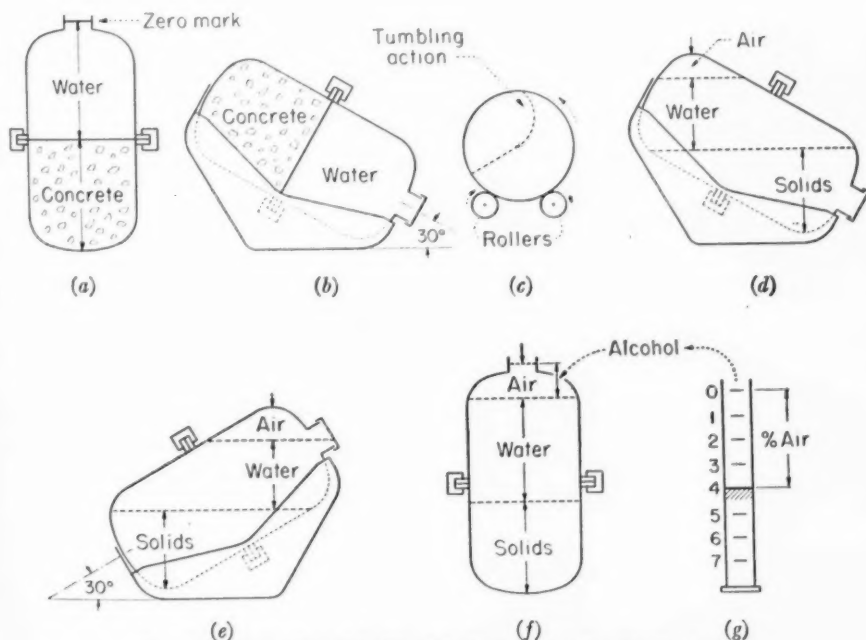 Zero mark
Water
Concrete
(a)
Concrete
Water
30°
(b)
Tumbling
action
Rollers
(c)
Air
Water
Solids
(d)
Air
Water
Solids
30°
(e)
Alcohol
Air
Water
Solids
(f)
0
1
2
3
4
5
6
7
% Air
(g)